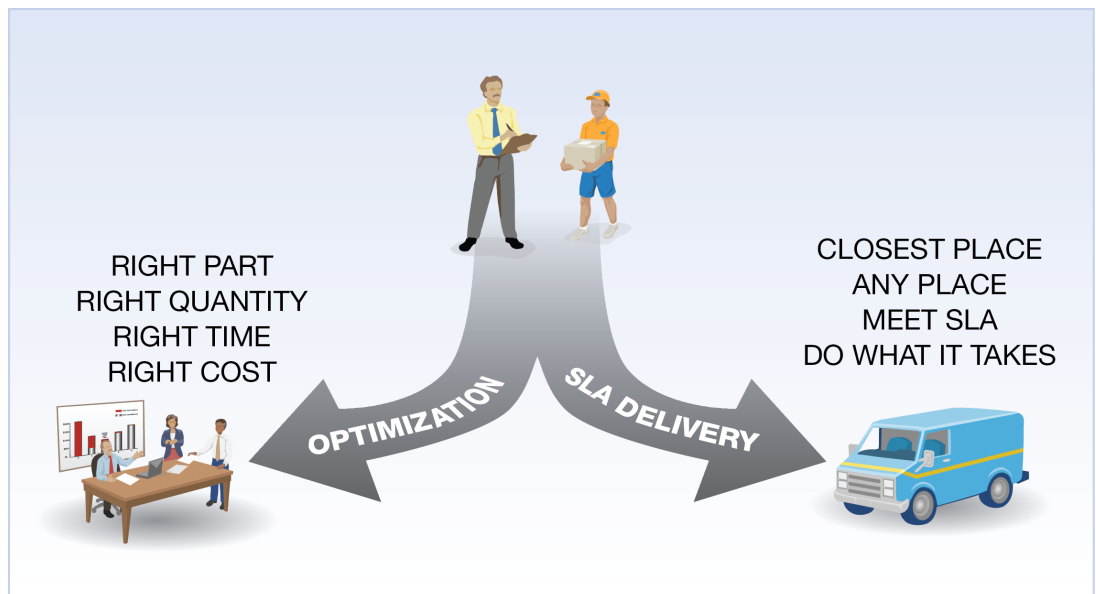 RIGHT PART
RIGHT QUANTITY
RIGHT TIME
RIGHT COST
CLOSEST PLACE
ANY PLACE
MEET SLA
DO WHAT IT TAKES
OPTIMIZATION
SLA DELIVERY